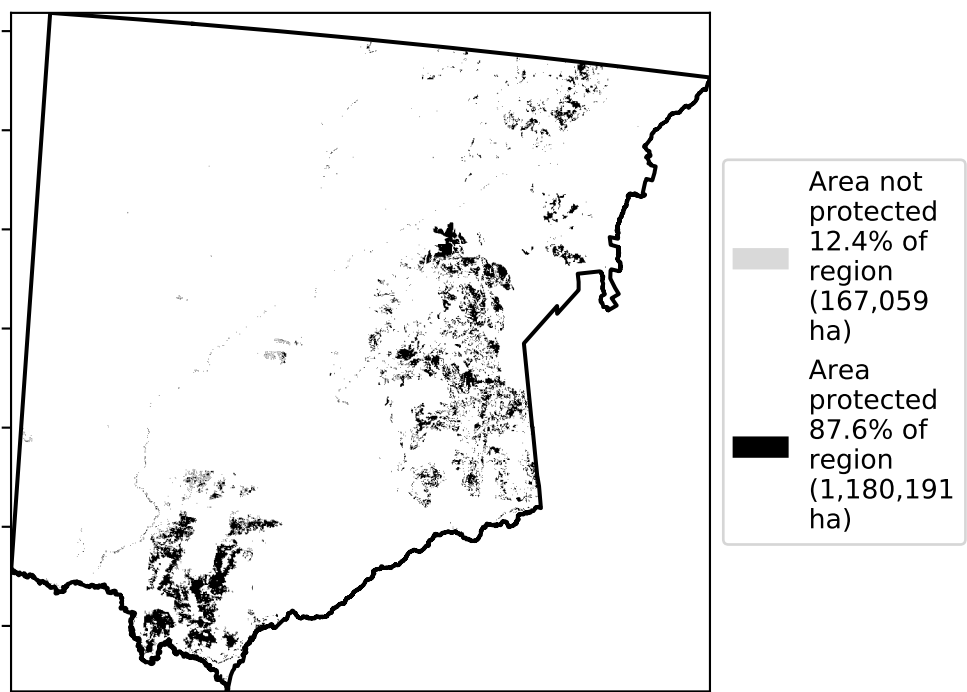 Area not
protected
12.4% of
region
(167,059
ha)
Area
protected
87.6% of
region
(1,180,191
ha)